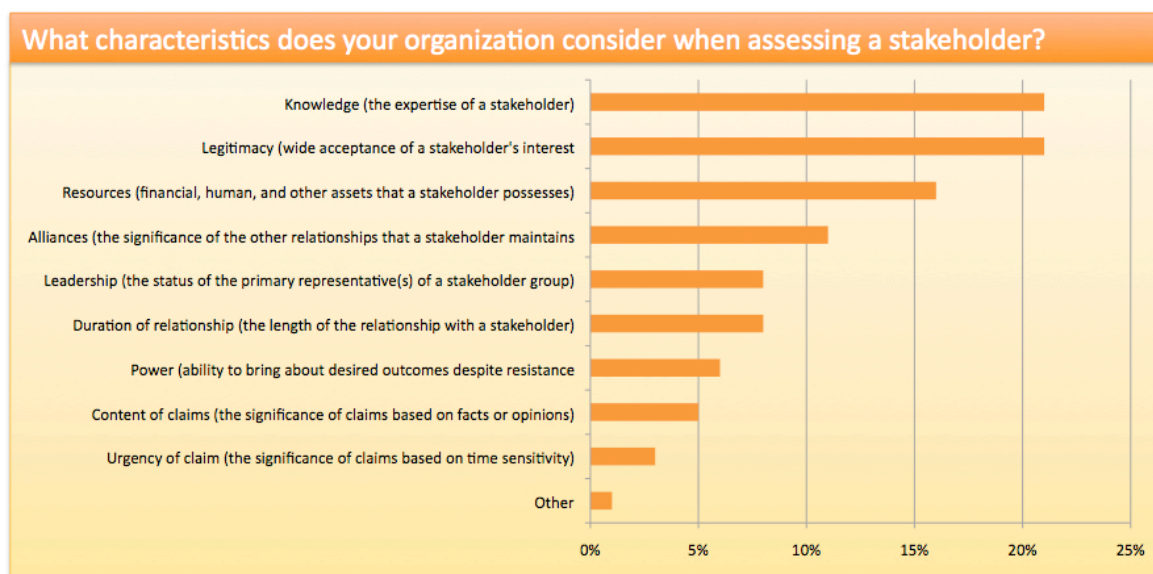 What characteristics does your organization consider when assessing a stakeholder?
Knowledge (the expertise of a stakeholder)
Legitimacy (wide acceptance of a stakeholder's interest
Resources (financial, human, and other assets that a stakeholder possesses)
Alliances (the significance of the other relationships that a stakeholder maintains
Leadership (the status of the primary representative(s) of a stakeholder group)
Duration of relationship (the length of the relationship with a stakeholder)
Power (ability to bring about desired outcomes despite resistance
Content of claims (the significance of claims based on facts or opinions)
Urgency of claim (the significance of claims based on time sensitivity)
Other
0% 5% 10% 15% 20% 25%